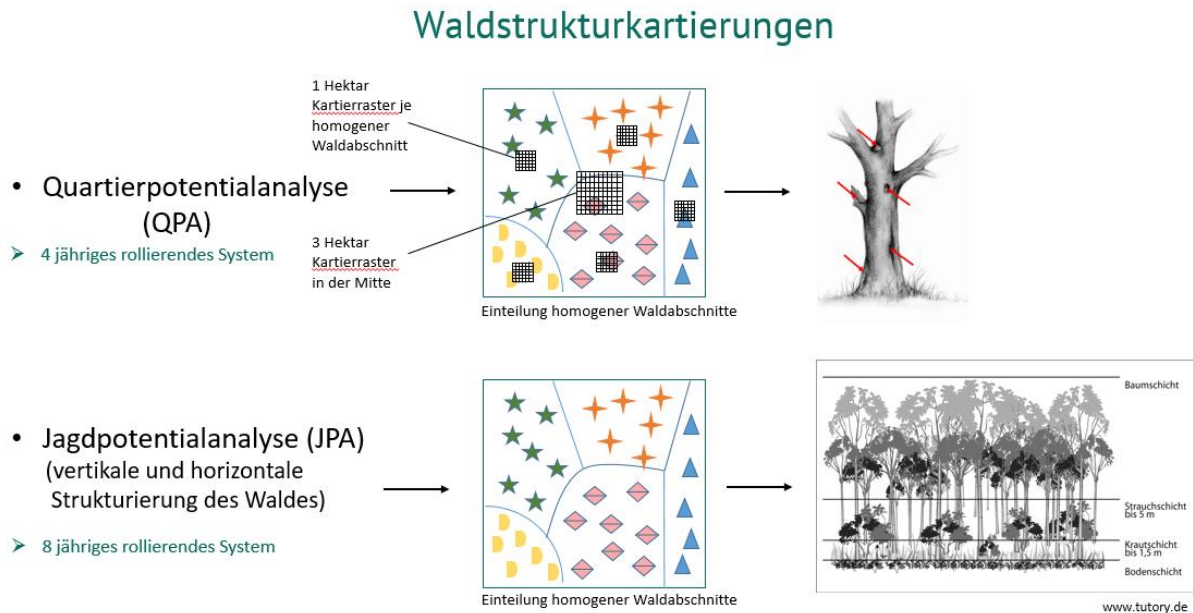 Waldstrukturkartierungen
1 Hektar
Kartierraster je
homogener
Waldabschnitt
• Quartierpotentialanalyse
(QPA)
➢ 4 jähriges rollierendes System
3 Hektar
Kartierraster
in der Mitte
Einteilung homogener Waldabschnitte
• Jagdpotentialanalyse (JPA)
(vertikale und horizontale
Strukturierung des Waldes)
➢ 8 jähriges rollierendes System
Einteilung homogener Waldabschnitte
Baumschicht
Strauchschicht
bis 5 m
Krautschicht
bis 1,5 m
Bodenschicht
www.tutory.de